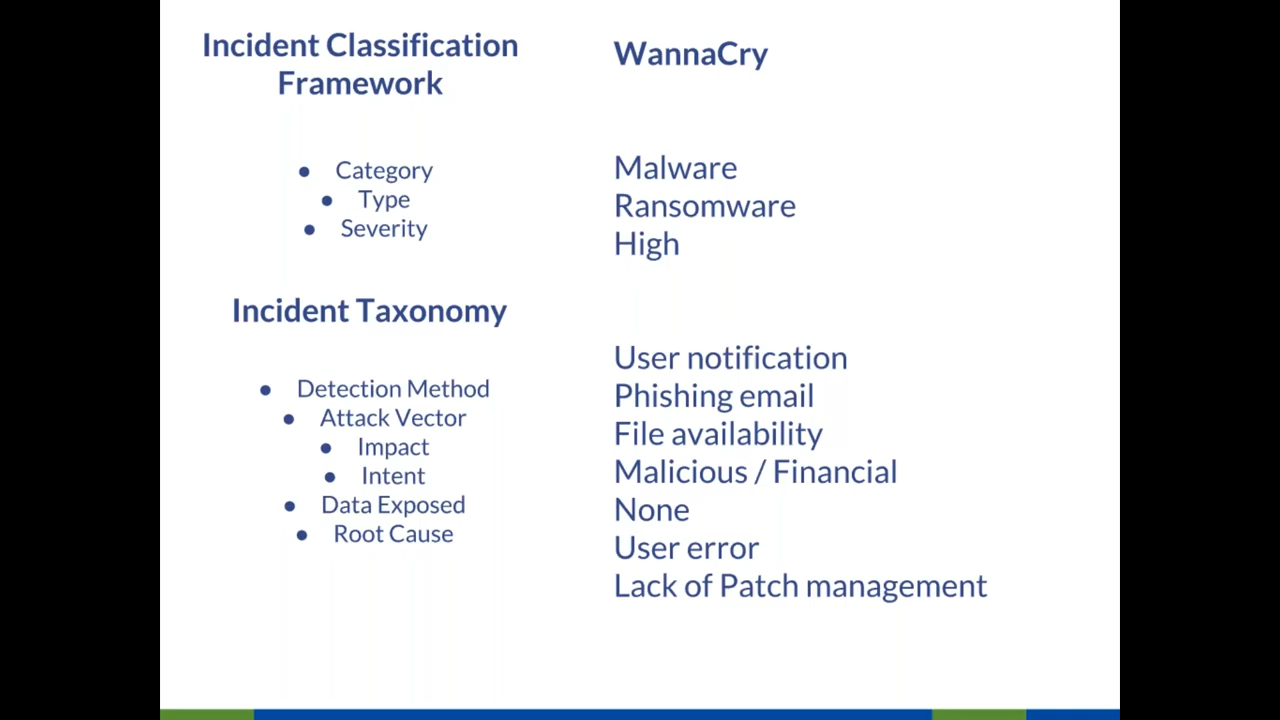 Incident Classification
Framework
• Category
• Type
• Severity
Incident Taxonomy
• Detection Method
• Attack Vector
• Impact
• Intent
• Data Exposed
• Root Cause
WannaCry
Malware
Ransomware
High
User notification
Phishing email
File availability
Malicious / Financial
None
User error
Lack of Patch management